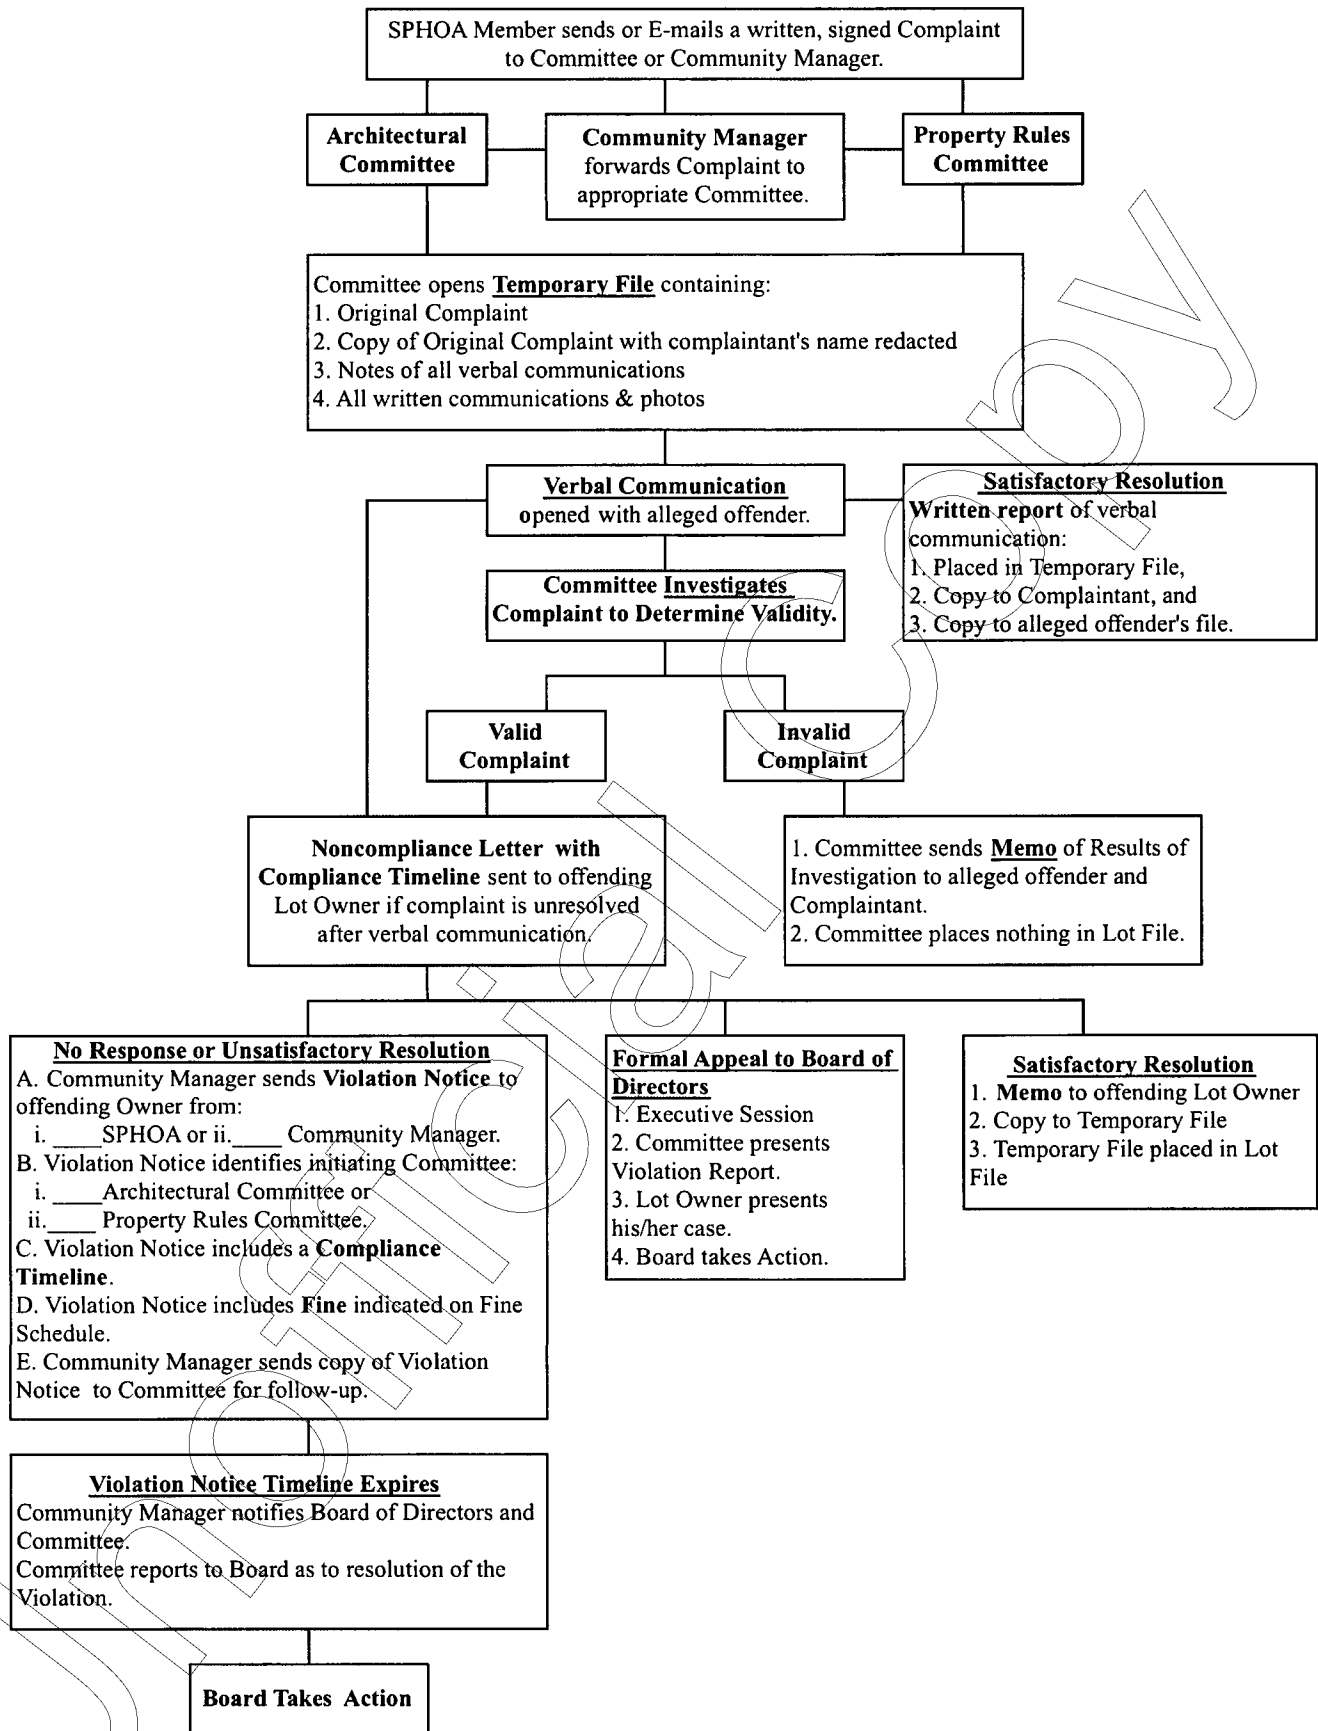 SPHOA Member sends or E-mails a written, signed Complaint
to Committee or Community Manager.
Architectural
Committee
Community Manager
forwards Complaint to
appropriate Committee.
Property Rules
Committee
Committee opens Temporary File containing:
1. Original Complaint
2. Copy of Original Complaint with complaintant's name redacted
3. Notes of all verbal communications
4. All written communications & photos
Verbal Communication
opened with alleged offender.
Satisfactory Resolution
Written report of verbal
communication:
1. Placed in Temporary File,
2. Copy to Complaintant, and
3. Copy to alleged offender's file.
Committee Investigates
Complaint to Determine Validity.
Valid
Complaint
Invalid
Complaint
Noncompliance Letter with
Compliance Timeline sent to offending
Lot Owner if complaint is unresolved
after verbal communication.
1. Committee sends Memo of Results of
Investigation to alleged offender and
Complaintant.
2. Committee places nothing in Lot File.
No Response or Unsatisfactory Resolution
A. Community Manager sends Violation Notice to
offending Owner from:
i. ____SPHOA or ii.____ Community Manager.
B. Violation Notice identifies initiating Committee:
i. ____Architectural Committee or
ii.____ Property Rules Committee.
C. Violation Notice includes a Compliance
Timeline.
D. Violation Notice includes Fine indicated on Fine
Schedule.
E. Community Manager sends copy of Violation
Notice to Committee for follow-up.
Formal Appeal to Board of
Directors
1. Executive Session
2. Committee presents
Violation Report.
3. Lot Owner presents
his/her case.
4. Board takes Action.
Satisfactory Resolution
1. Memo to offending Lot Owner
2. Copy to Temporary File
3. Temporary File placed in Lot
File
Violation Notice Timeline Expires
Community Manager notifies Board of Directors and
Committee.
Committee reports to Board as to resolution of the
Violation.
Board Takes Action
Unofficial Copy